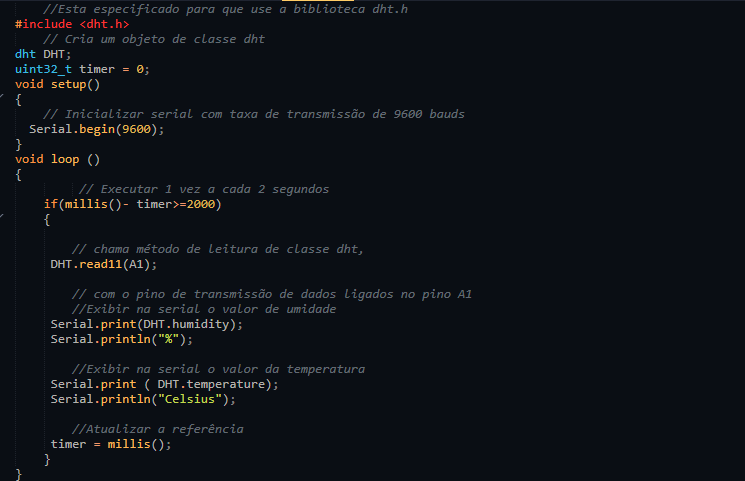 //Esta especificado para que use a biblioteca dht.h
#include <dht.h>
// Cria um objeto de classe dht
dht DHT;
uint32_t timer = 0;
void setup()
{
// Inicializar serial com taxa de transmissão de 9600 bauds
Serial.begin(9600);
}
void loop ()
{
// Executar 1 vez a cada 2 segundos
if(millis()- timer>=2000)
{
// chama método de leitura de classe dht,
DHT.read11(A1);
// com o pino de transmissão de dados ligados no pino A1
//Exibir na serial o valor de umidade
Serial.print(DHT.humidity);
Serial.println("%");
//Exibir na serial o valor da temperatura
Serial.print ( DHT.temperature);
Serial.println("Celsius");
//Atualizar a referência
timer = millis();
}
}